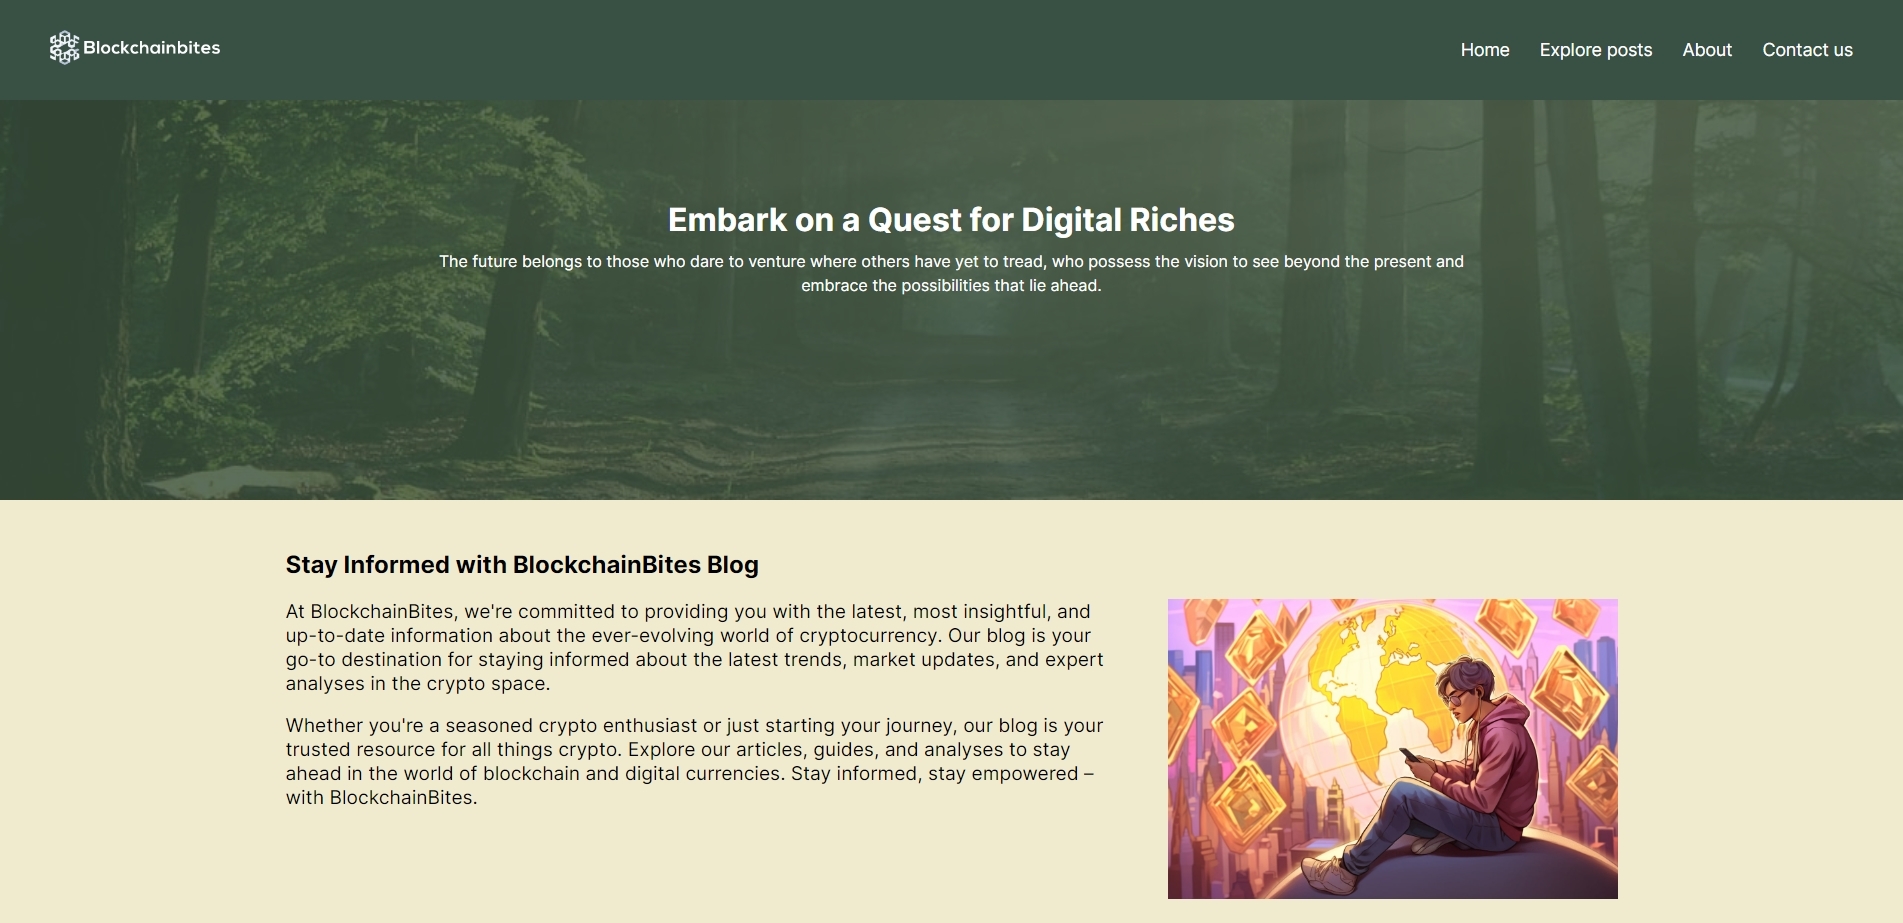 Blockchainbites
Home
Explore posts
About
Contact us
Embark on a Quest for Digital Riches
The future belongs to those who dare to venture where others have yet to tread, who possess the vision to see beyond the present and
embrace the possibilities that lie ahead.
Stay Informed with BlockchainBites Blog
At BlockchainBites, we're committed to providing you with the latest, most insightful, and
up-to-date information about the ever-evolving world of cryptocurrency. Our blog is your
go-to destination for staying informed about the latest trends, market updates, and expert
analyses in the crypto space.
Whether you're a seasoned crypto enthusiast or just starting your journey, our blog is your
trusted resource for all things crypto. Explore our articles, guides, and analyses to stay
ahead in the world of blockchain and digital currencies. Stay informed, stay empowered –
with BlockchainBites.